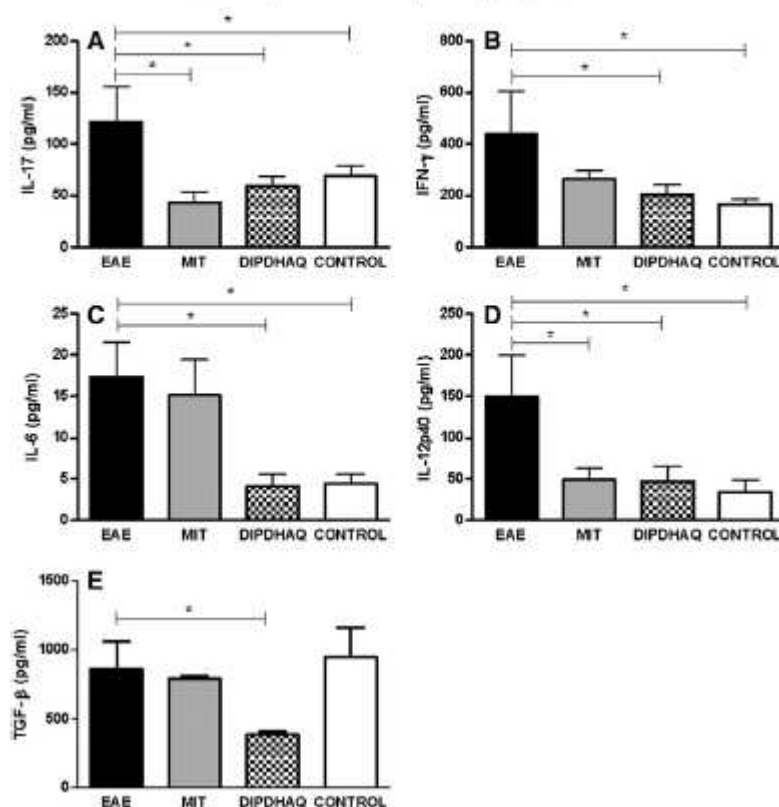 A
IL-17 (pg/ml)
200
150
100
50
0
*
*
*
EAE MIT DIPDHAQ CONTROL
B
IFN-γ (pg/ml)
800
600
400
200
0
*
*
EAE MIT DIPDHAQ CONTROL
C
IL-6 (pg/ml)
25
20
15
10
5
0
*
*
EAE MIT DIPDHAQ CONTROL
D
IL-12p40 (pg/ml)
250
200
150
100
50
0
*
*
*
EAE MIT DIPDHAQ CONTROL
E
TGF-β (pg/ml)
1500
1000
500
0
*
EAE MIT DIPDHAQ CONTROL